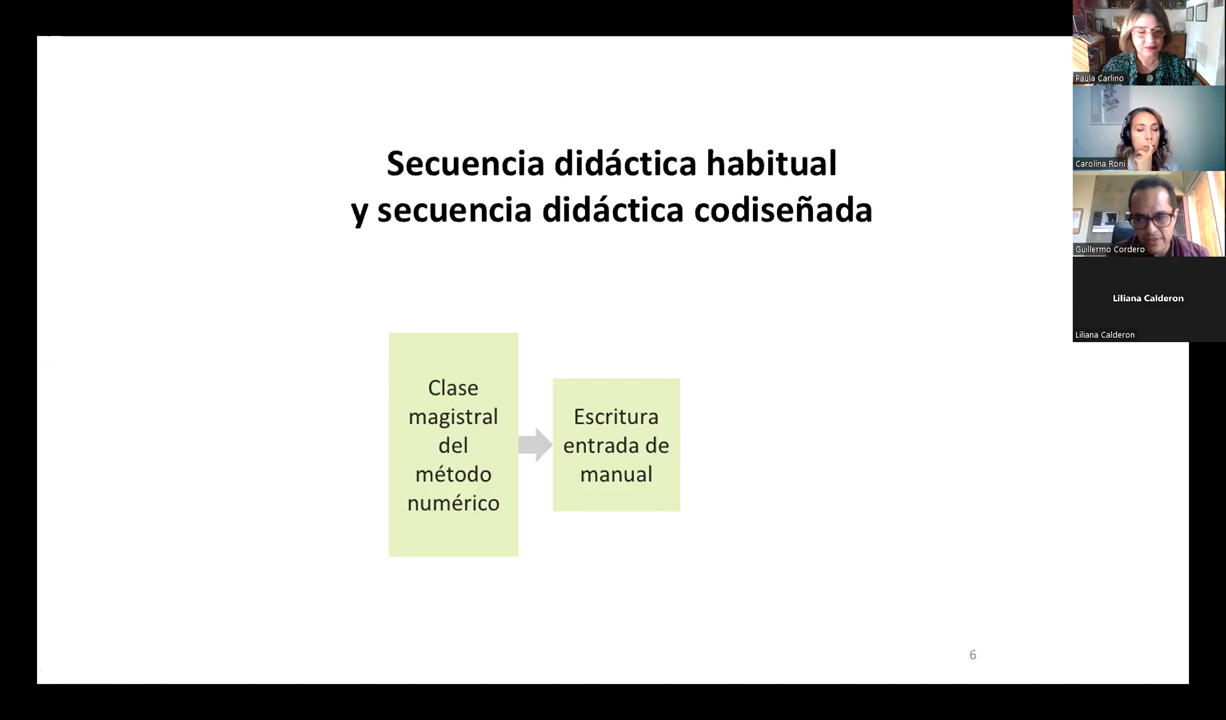 Secuencia didáctica habitual
y secuencia didáctica codiseñada
Clase
magistral
del
método
numérico
Escritura
entrada de
manual
6
Paula Carlino
Carolina Roni
Guillermo Cordero
Liliana Calderon
Liliana Calderon